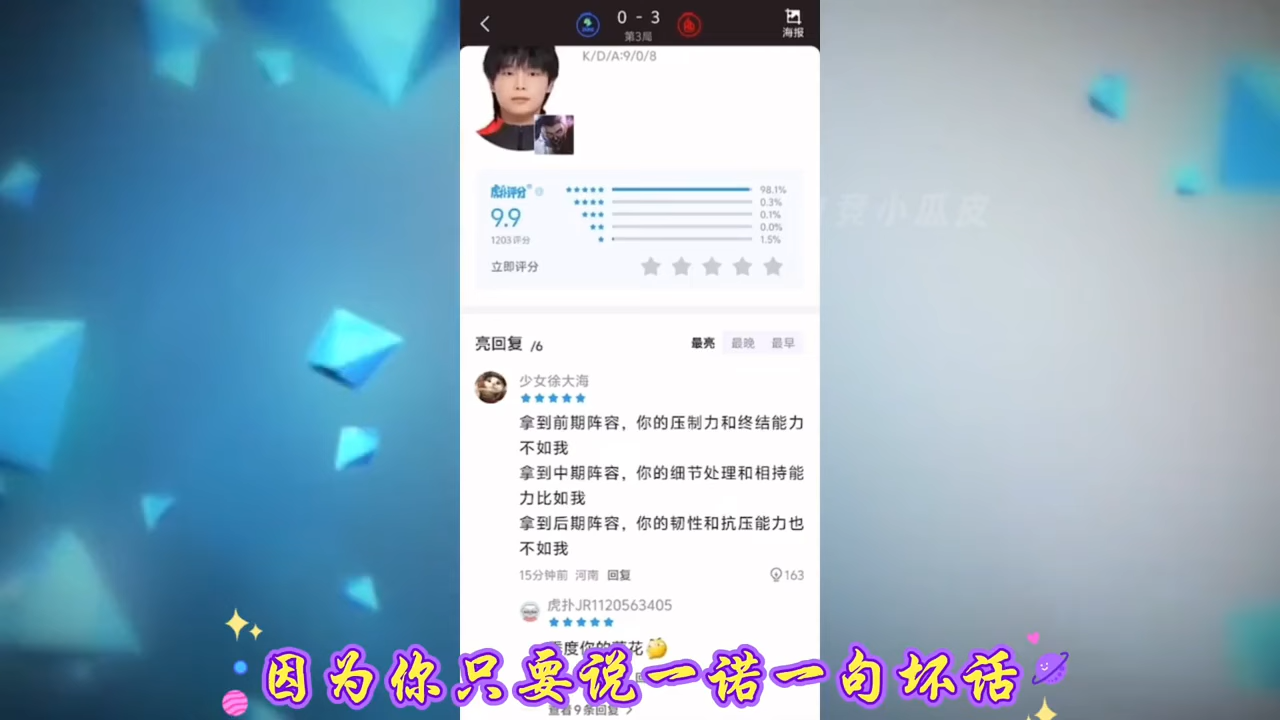 0 - 3
第3局
海报
K/D/A:9/0/8
虎扑评分
9.9
1203评分
98.1%
0.3%
0.1%
0.0%
1.5%
立即评分
亮回复 /6
最亮 最晚 最早
少女徐大海
拿到前期阵容，你的压制力和终结能力
不如我
拿到中期阵容，你的细节处理和相持能
力比如我
拿到后期阵容，你的韧性和抗压能力也
不如我
15分钟前 河南 回复
163
虎扑JR1120563405
因为你只要说一诺一句坏话
查看9条回复 >
小瓜皮